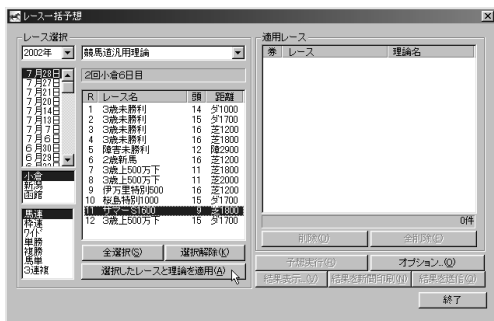 レース一括予想
レース選択
2002年
競馬道汎用理論
7月28日
7月27日
7月21日
7月20日
7月14日
7月13日
7月 7日
7月 6日
6月30日
6月29日
2回小倉6日目
R レース名 頭 距離
1 3歳未勝利 14 ダ1000
2 3歳未勝利 15 ダ1700
3 3歳未勝利 16 芝1200
4 3歳未勝利 16 芝1800
5 障害未勝利 12 障2900
6 2歳新馬 16 芝1200
7 3歳上500万下 11 芝1800
8 3歳上500万下 11 芝2000
9 伊万里特別500 16 芝1200
10 桜島特別1000 15 ダ1700
11 サマーS1600 9 芝1800
12 3歳上500万下 15 ダ1700
小倉
新潟
函館
馬連
枠連
ワイド
単勝
複勝
馬単
3連複
全選択(S)
選択解除(K)
選択したレースと理論を適用(A)
適用レース
券 レース 理論名
0件
削除(D)
全削除(E)
予想実行(R)
オプション...(O)
結果表示...(V)
結果を新聞印刷(N)
結果を送信(Q)
終了